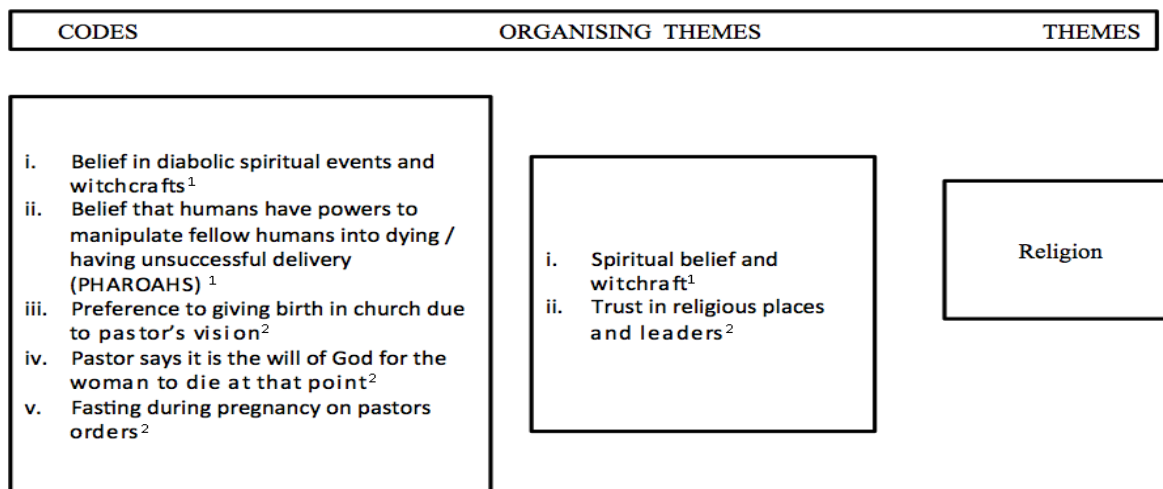 CODES ORGANISING THEMES THEMES
i. Belief in diabolic spiritual events and
witchcrafts¹
ii. Belief that humans have powers to
manipulate fellow humans into dying /
having unsuccessful delivery
(PHAROAHS) ¹
iii. Preference to giving birth in church due
to pastor's vision²
iv. Pastor says it is the will of God for the
woman to die at that point²
v. Fasting during pregnancy on pastors
orders²
i. Spiritual belief and
witchcraft¹
ii. Trust in religious places
and leaders²
Religion